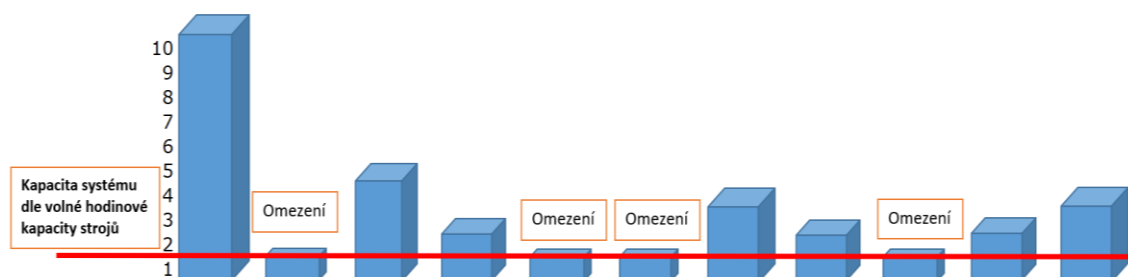 10
9
8
7
6
5
4
3
2
1
Kapacita systému
dle volné hodinové
kapacity strojů
Omezení
Omezení
Omezení
Omezení